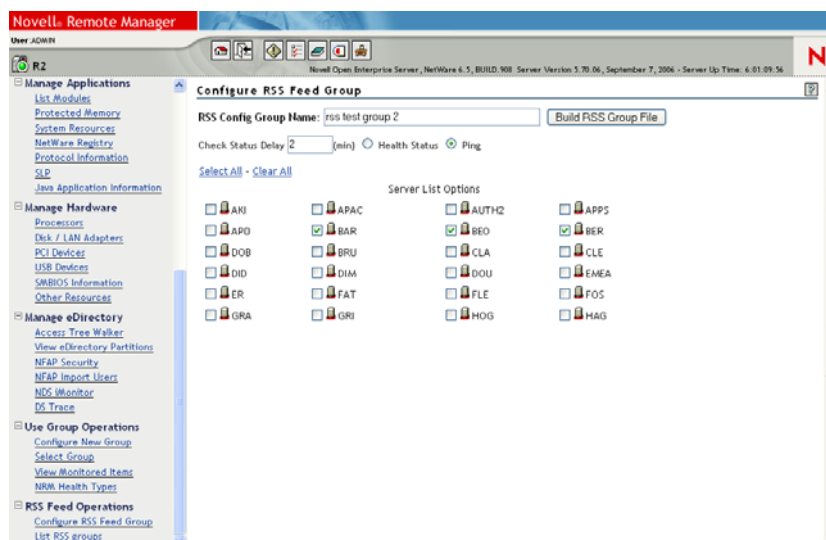 Novell® Remote Manager
User:ADMIN
R2
Novell Open Enterprise Server, NetWare 6.5, BUILD.908 Server Version 5.70.06, September 7, 2006 - Server Up Time: 6:01:09:56
N
Manage Applications
List Modules
Protected Memory
System Resources
NetWare Registry
Protocol Information
SLP
Java Application Information
Manage Hardware
Processors
Disk / LAN Adapters
PCI Devices
USB Devices
SMBIOS Information
Other Resources
Manage eDirectory
Access Tree Walker
View eDirectory Partitions
NFAP Security
NFAP Import Users
NDS iMonitor
DS Trace
Use Group Operations
Configure New Group
Select Group
View Monitored Items
NRM Health Types
RSS Feed Operations
Configure RSS Feed Group
List RSS groups
Configure RSS Feed Group
?
RSS Config Group Name: rss test group 2 Build RSS Group File
Check Status Delay 2 (min) Health Status Ping
Select All - Clear All
Server List Options
AKI APAC AUTH2 APPS
APO BAR BEO BER
DOB BRU CLA CLE
DID DIM DOU EMEA
ER FAT FLE FOS
GRA GRI HOG HAG